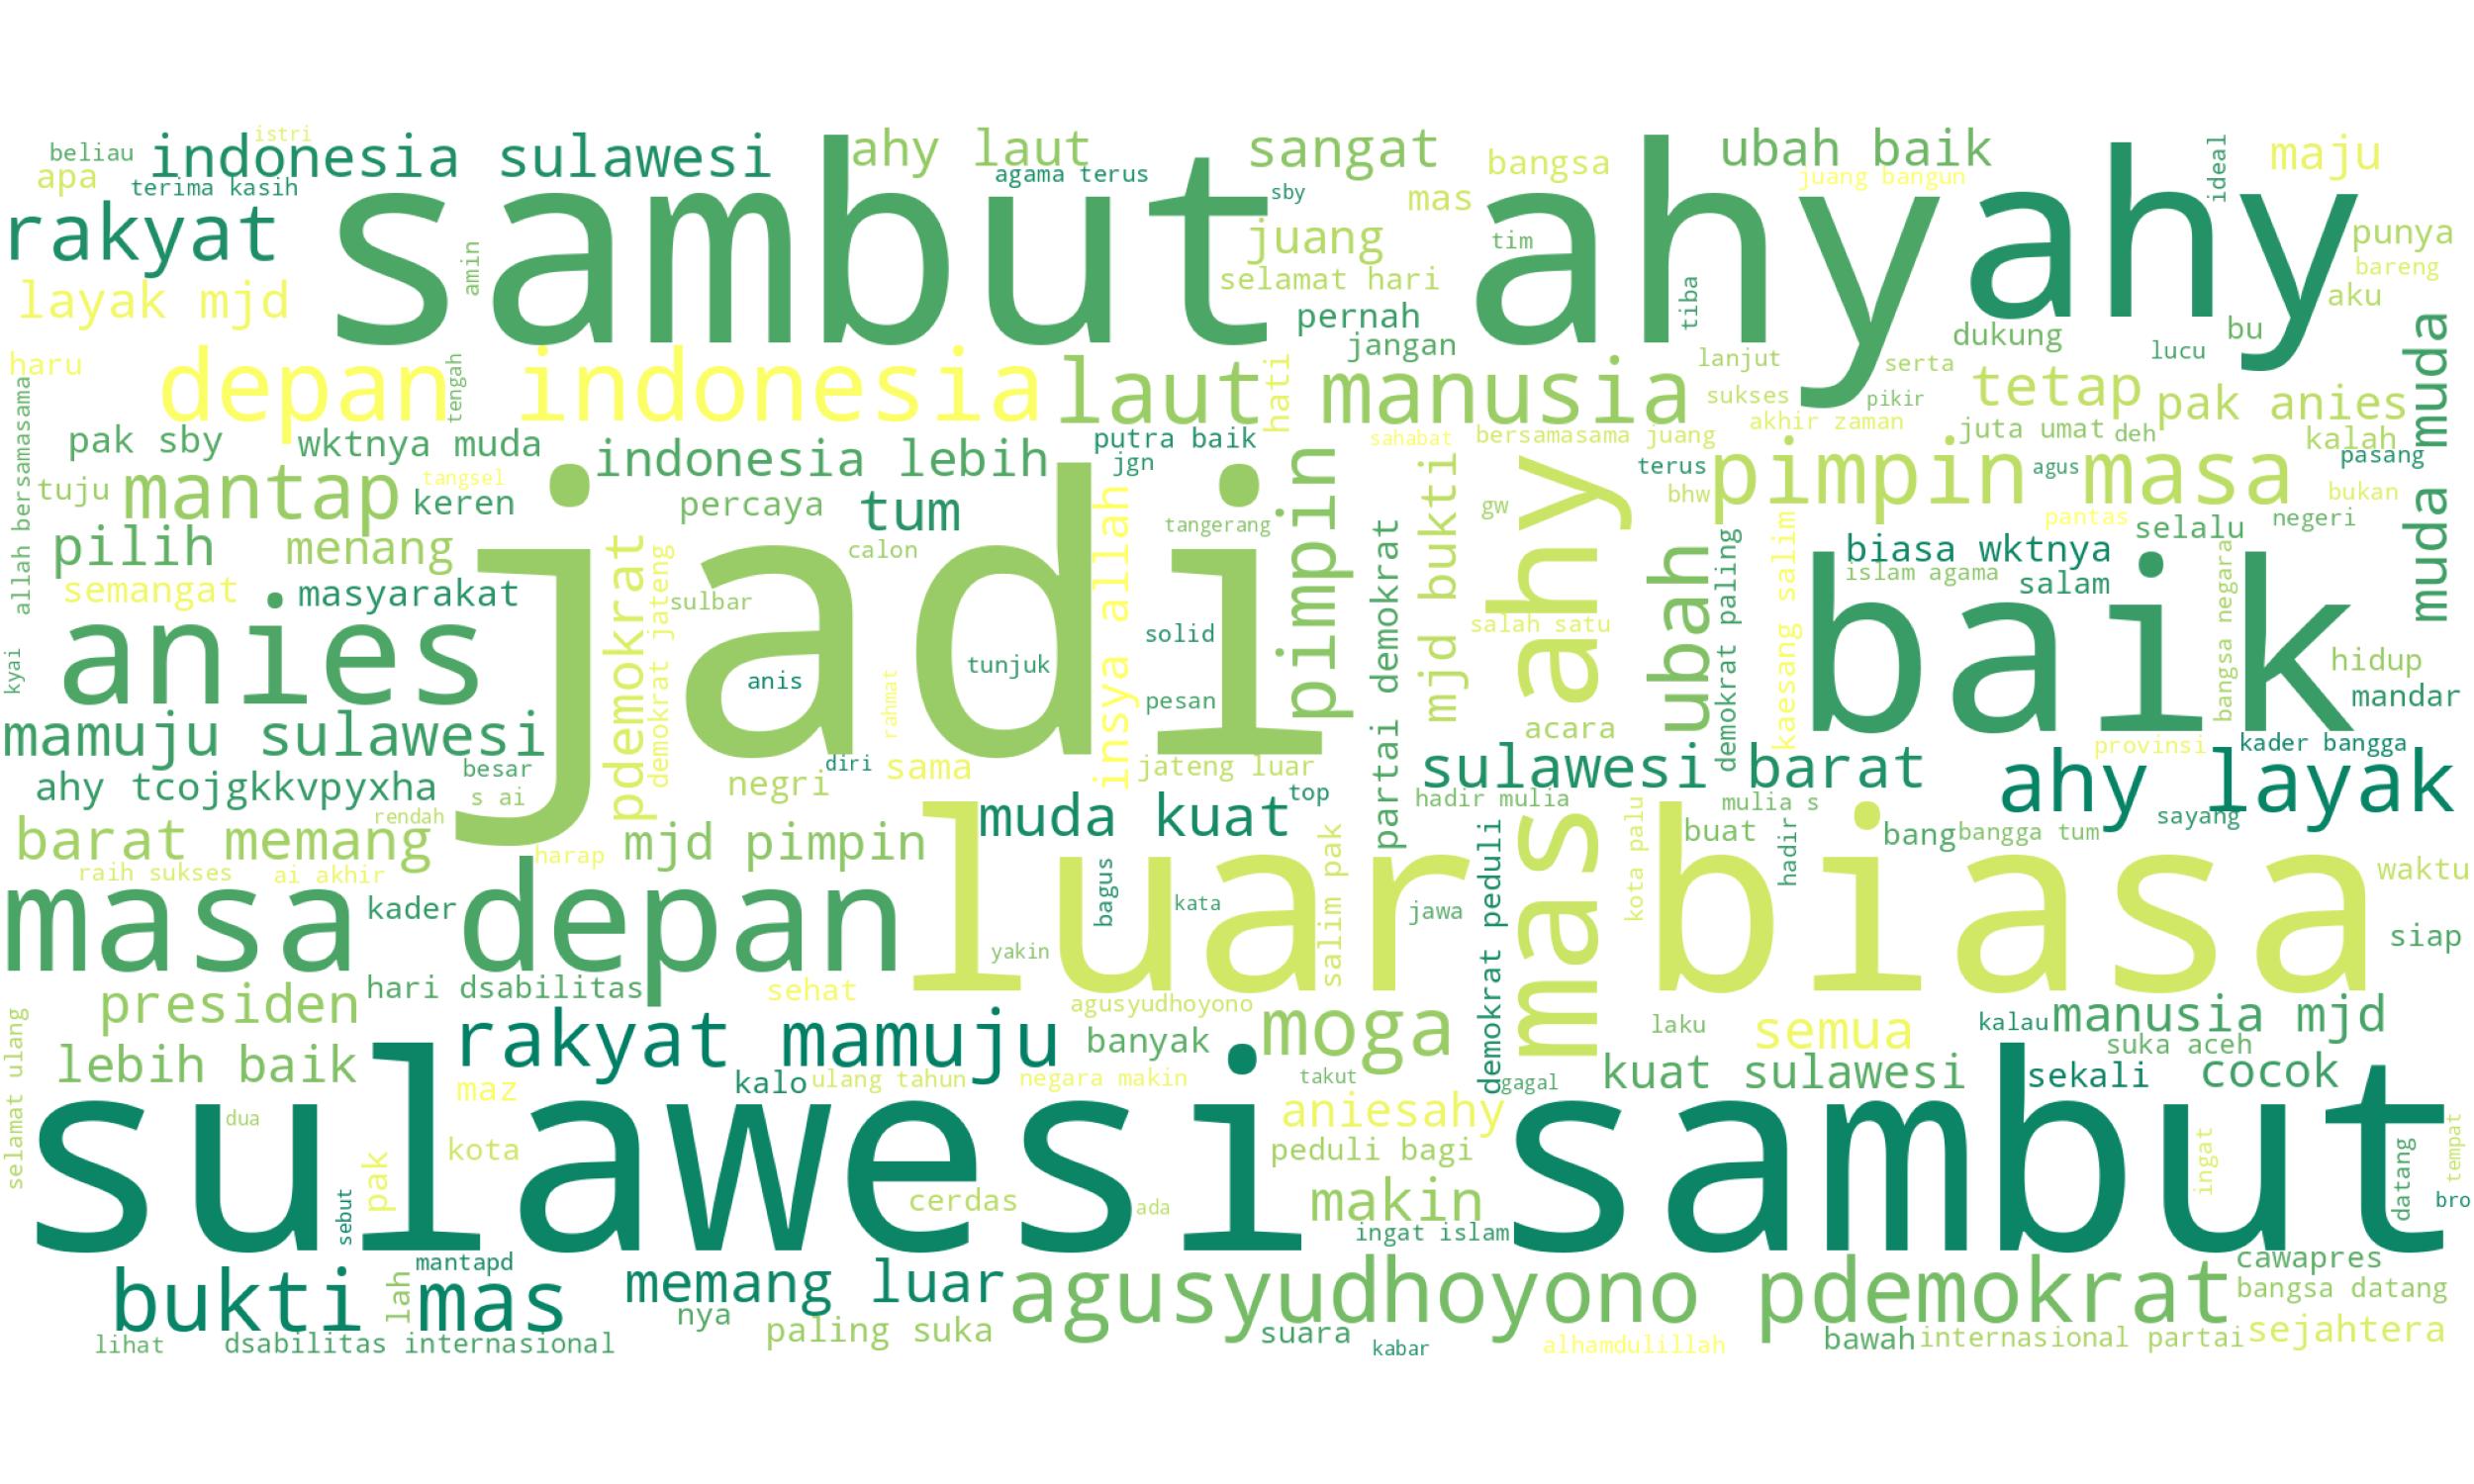 istri
beliau
indonesia sulawesi
ahy laut
sangat
bangsa
ubah baik
ideal
maju
apa
terima kasih
agama terus
sby
mas
juang bangun
rakyat
sambut ahy
ahy
amin
juang
tim
punya
layak mjd
selamat hari
tiba
bareng
aku
pernah
jangan
dukung
bu
lucu
haru
depan indonesia
tengah
laut manusia
hati
lanjut
serta
sukses
pikir
tetap
pak anies
muda muda
allah bersamasama
pak sby
wktnya muda
indonesia lebih
putra baik
jgn
sahabat
bersamasama juang
akhir zaman
juta umat
deh
kalah
pasang
tuju
mantap
tangsel
keren
percaya
tum
insya allah
tangerang
pimpin
mjd bukti
gw
ahy
terus
bhw
pimpin masa
agus
bukan
pilih
menang
jadi
calon
partai demokrat
pantas
selalu
negeri
semangat
masyarakat
pdemokrat
demokrat jateng
sulbar
solid
salah satu
ubah
demokrat paling
kaesang salim
biasa wktnya
islam agama
salam
bangsa negara
anies
kyai
anis
rahmat
tunjuk
pesan
acara
baik
hidup
mandar
mamuju sulawesi
besar
diri
negri
sama
jateng luar
sulawesi barat
provinsi
kader bangga
ahy tcojgkkvpyxha
s ai
rendah
muda kuat
top
hadir mulia
kota palu
mulia s
ahy layak
sayang
barat memang
harap
mjd pimpin
luar biasa
salim pak
demokrat peduli
mas
buat
hadir
bang
bangga tum
raih sukses
ai akhir
masa depan
kader
bagus
kata
jawa
waktu
yakin
siap
presiden
hari dsabilitas
sehat
agusyudhoyono
moga
laku
semua
kalau
manusia mjd
selamat ulang
lebih baik
rakyat mamuju
banyak
suka aceh
maz
kalo
ulang tahun
negara makin
takut
gagal
kuat sulawesi
sekali
cocok
sulawesi sambut
dua
aniesahy
kota
pak
peduli bagi
ingat
datang
tempat
sebut
cerdas
ada
makin
bro
ingat islam
mantapd
cawapres
bukti mas
lah
memang luar
agusyudhoyono pdemokrat
bangsa datang
nya
paling suka
suara
lihat
dsabilitas internasional
kabar
alhamdulillah
bawah
internasional partai
sejahtera